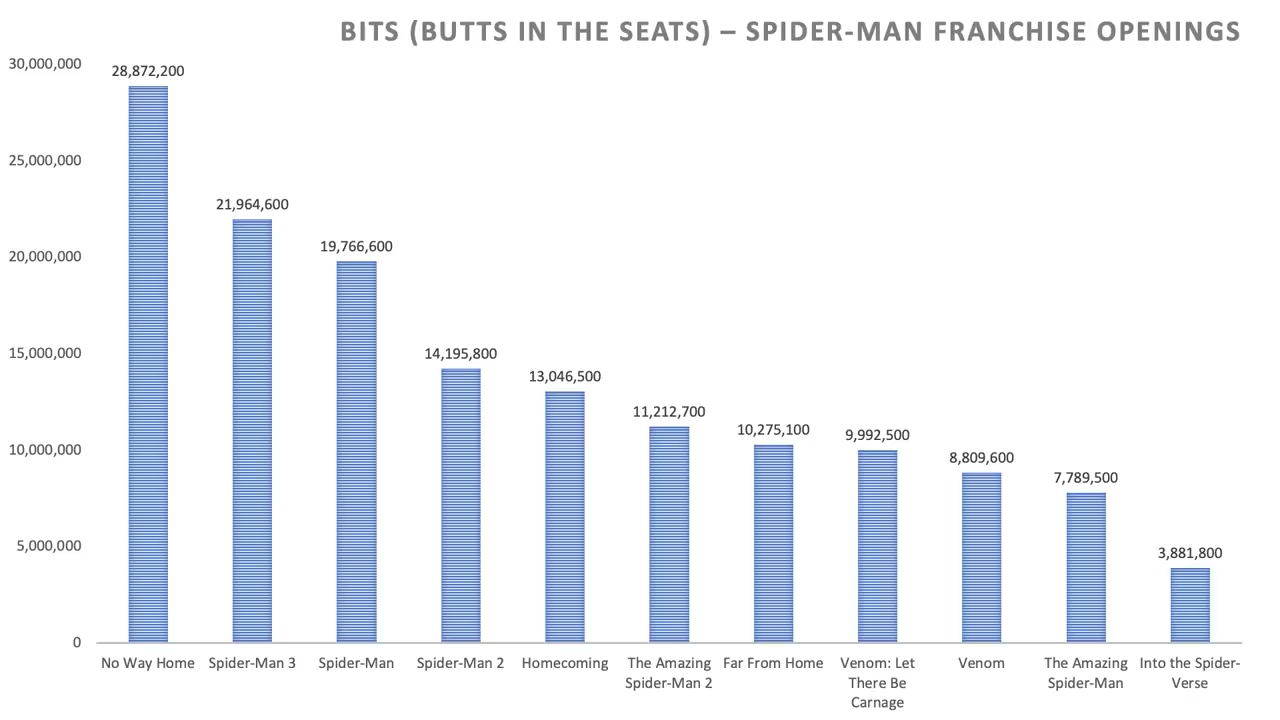 BITS (BUTTS IN THE SEATS) – SPIDER-MAN FRANCHISE OPENINGS
30,000,000
25,000,000
20,000,000
15,000,000
10,000,000
5,000,000
0
28,872,200
21,964,600
19,766,600
14,195,800
13,046,500
11,212,700
10,275,100
9,992,500
8,809,600
7,789,500
3,881,800
No Way Home
Spider-Man 3
Spider-Man
Spider-Man 2
Homecoming
The Amazing
Spider-Man 2
Far From Home
Venom: Let
There Be
Carnage
Venom
The Amazing
Spider-Man
Into the Spider-
Verse